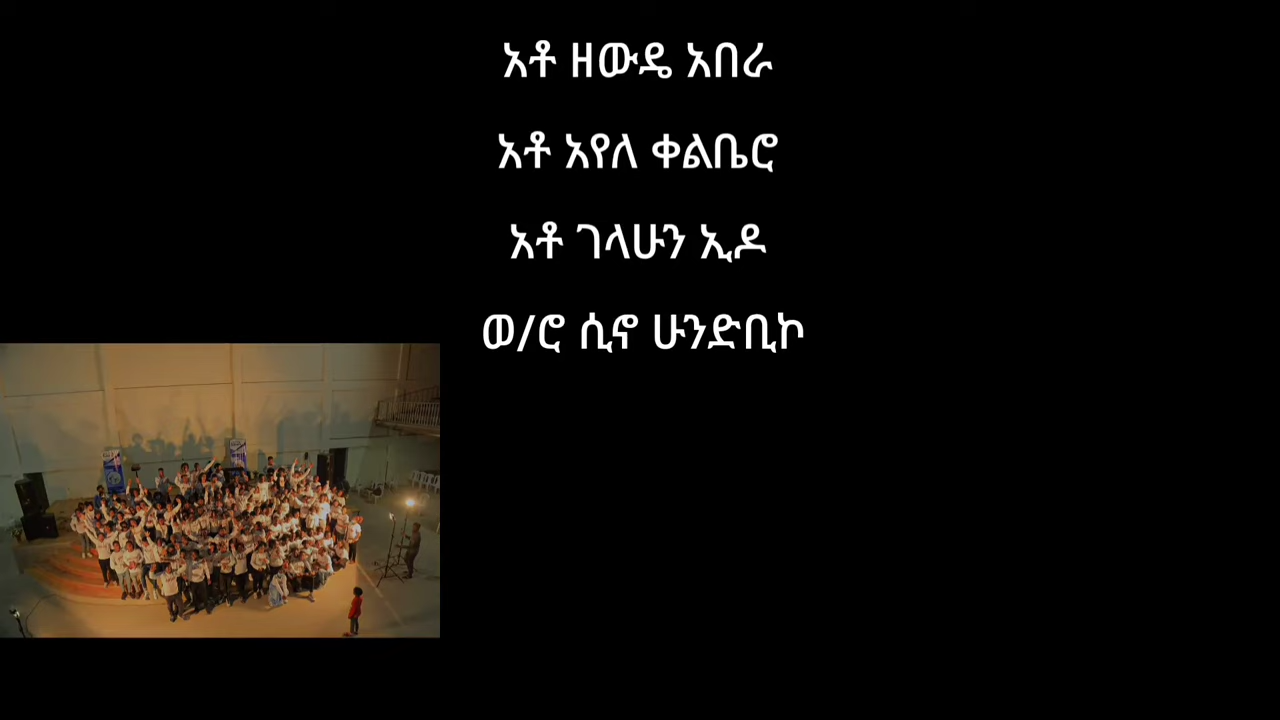 አቶ ዘውዴ አበራ
አቶ አየለ ቀልቤሮ
አቶ ገላሁን ኢዶ
ወ/ሮ ሲኖ ሁንድቢኮ